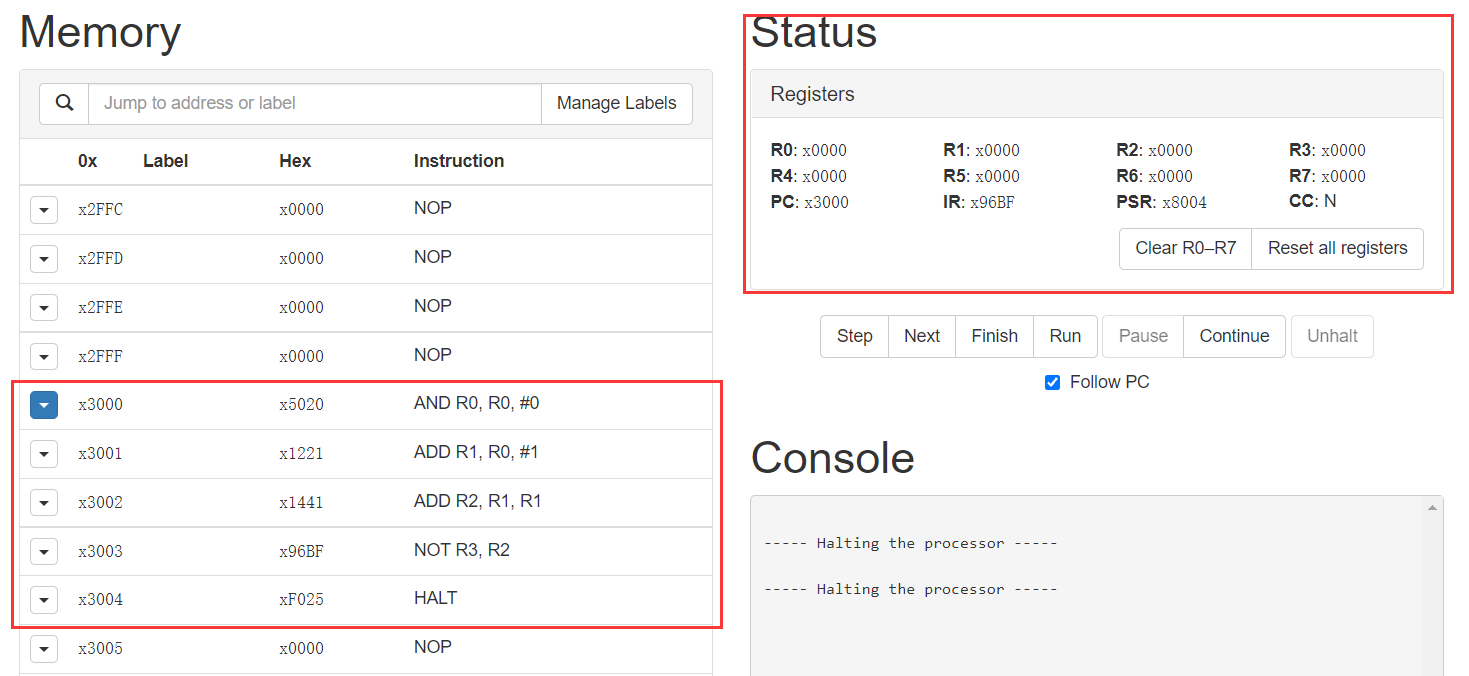 Memory
Jump to address or label Manage Labels
0x Label Hex Instruction
x2FFC x0000 NOP
x2FFD x0000 NOP
x2FFE x0000 NOP
x2FFF x0000 NOP
x3000 x5020 AND R0, R0, #0
x3001 x1221 ADD R1, R0, #1
x3002 x1441 ADD R2, R1, R1
x3003 x96BF NOT R3, R2
x3004 xF025 HALT
x3005 x0000 NOP
Status
Registers
R0: x0000 R1: x0000 R2: x0000 R3: x0000
R4: x0000 R5: x0000 R6: x0000 R7: x0000
PC: x3000 IR: x96BF PSR: x8004 CC: N
Clear R0–R7 Reset all registers
Step Next Finish Run Pause Continue Unhalt
Follow PC
Console
----- Halting the processor -----
----- Halting the processor -----